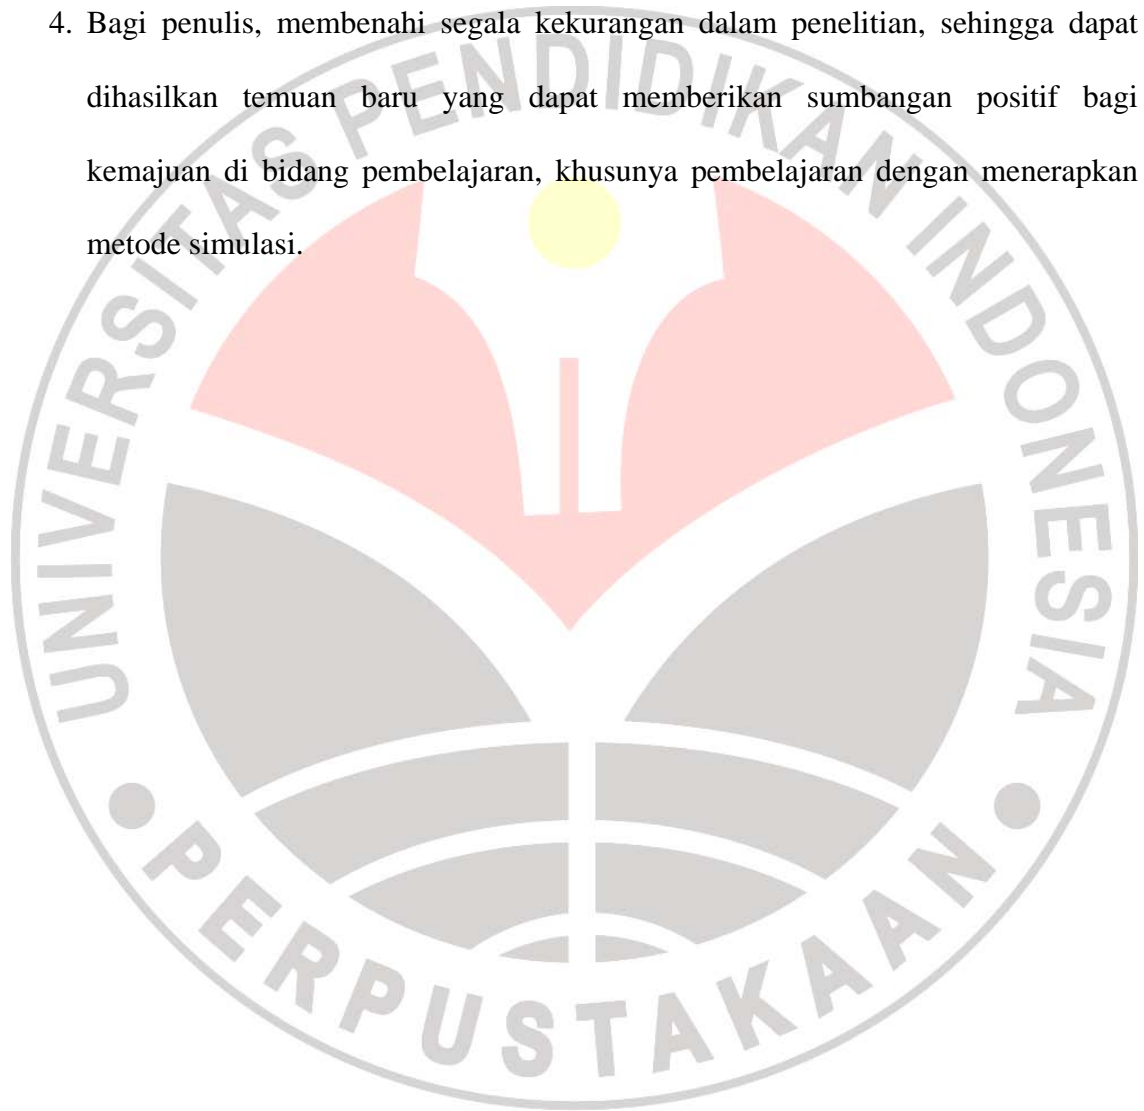 4. Bagi penulis, membenahi segala kekurangan dalam penelitian, sehingga dapat
dihasilkan temuan baru yang dapat memberikan sumbangan positif bagi
kemajuan di bidang pembelajaran, khusunya pembelajaran dengan menerapkan
metode simulasi.
UNIVERSITAS PENDIDIKAN INDONESIA
PERPUSTAKAAN